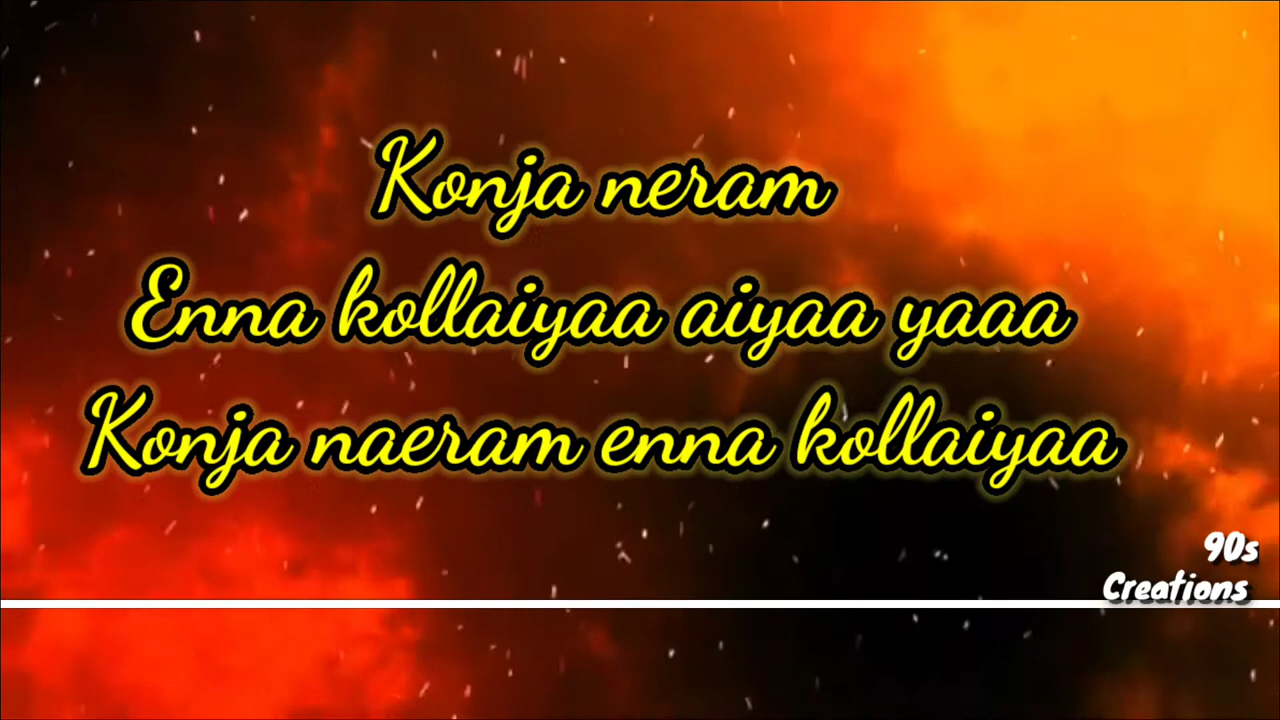 Konja neram
Enna kollaiyaa aiyaa yaaa
Konja naeram enna kollaiyaa
90s
Creations